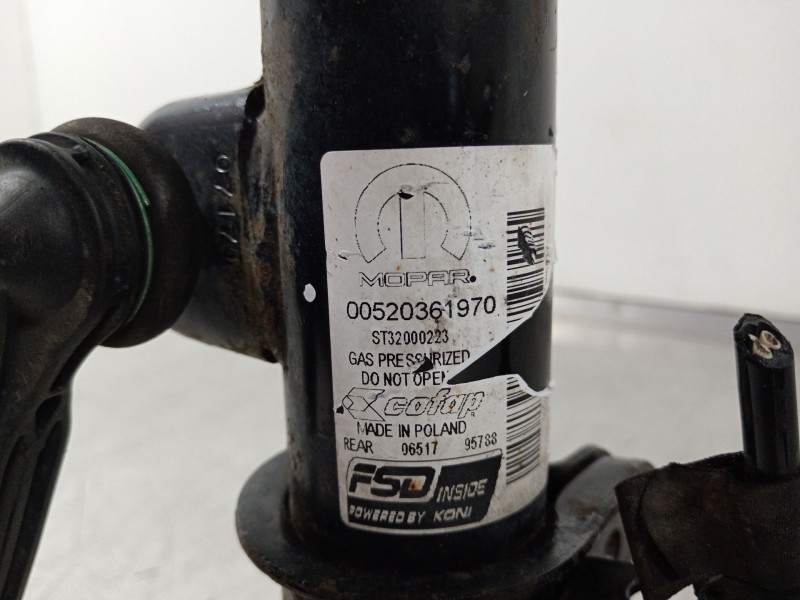 MOPAR
00520361970
ST32000223
GAS PRESSURIZED
DO NOT OPEN
cofap
MADE IN POLAND
REAR 06517 95788
FSD INSIDE
POWERED BY KONI